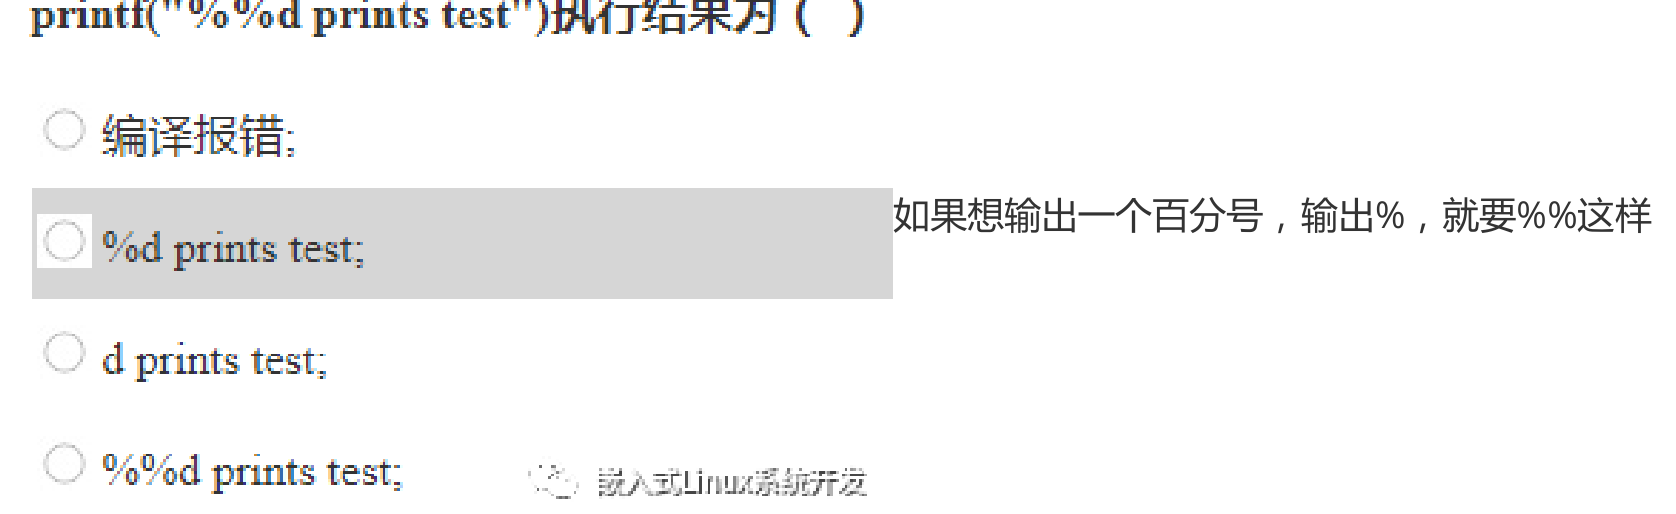 printf("%%d prints test")执行结果为 (   )
编译报错;
%d prints test;
如果想输出一个百分号，输出%，就要%%这样
d prints test;
%%d prints test;
嵌入式Linux系统开发